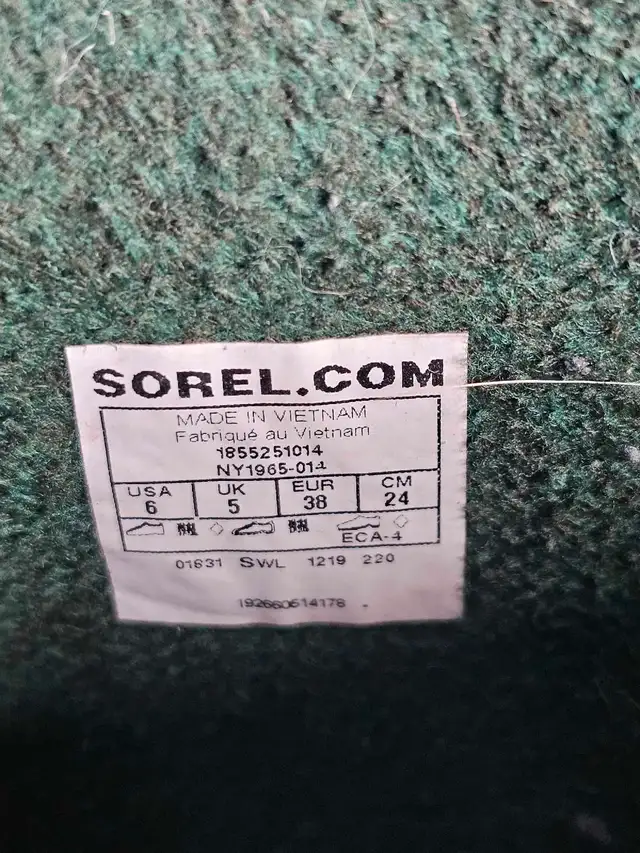 SOREL.COM
MADE IN VIETNAM
Fabriqué au Vietnam
1855251014
NY1965-014
USA UK EUR CM
6 5 38 24
ECA-4
01631 SWL 1219 220
192660514178